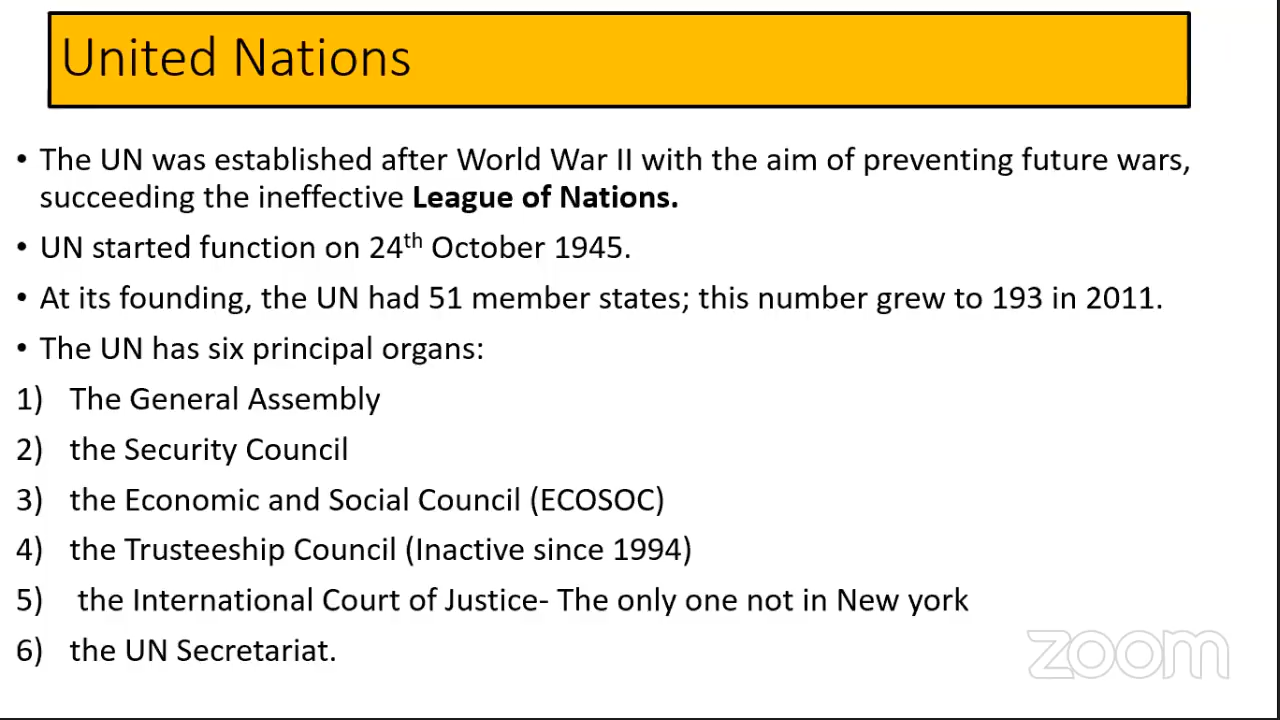 United Nations
• The UN was established after World War II with the aim of preventing future wars,
succeeding the ineffective League of Nations.
• UN started function on 24th October 1945.
• At its founding, the UN had 51 member states; this number grew to 193 in 2011.
• The UN has six principal organs:
1) The General Assembly
2) the Security Council
3) the Economic and Social Council (ECOSOC)
4) the Trusteeship Council (Inactive since 1994)
5) the International Court of Justice- The only one not in New york
6) the UN Secretariat.
zoom